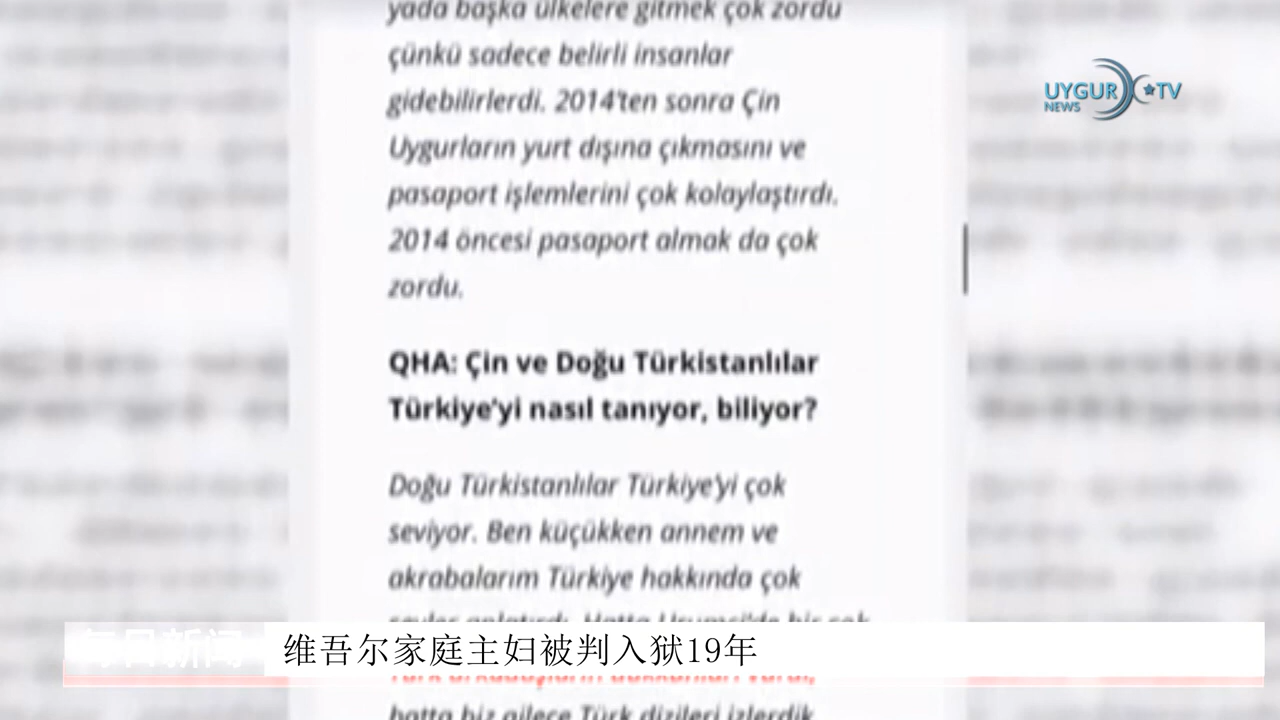 yada başka ülkelere gitmek çok zordu
çünkü sadece belirli insanlar
gidebilirlerdi. 2014'ten sonra Çin
Uygurların yurt dışına çıkmasını ve
pasaport işlemlerini çok kolaylaştırdı.
2014 öncesi pasaport almak da çok
zordu.
QHA: Çin ve Doğu Türkistanlılar
Türkiye'yi nasıl tanıyor, biliyor?
Doğu Türkistanlılar Türkiye'yi çok
seviyor. Ben küçükken annem ve
akrabalarım Türkiye hakkında çok
UYGUR TV
NEWS
每日新闻
维吾尔家庭主妇被判入狱19年
hatta biz ailece Türk dizileri izlerdik